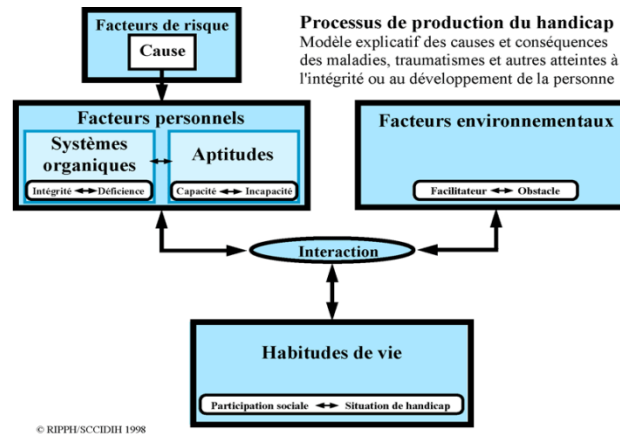 Facteurs de risque
Cause
Processus de production du handicap
Modèle explicatif des causes et conséquences
des maladies, traumatismes et autres atteintes à
l'intégrité ou au développement de la personne
Facteurs personnels
Systèmes
organiques
Intégrité
Déficience
Aptitudes
Capacité
Incapacité
Facteurs environnementaux
Facilitateur
Obstacle
Interaction
Habitudes de vie
Participation sociale
Situation de handicap
© RIPPH/SCCIDIH 1998